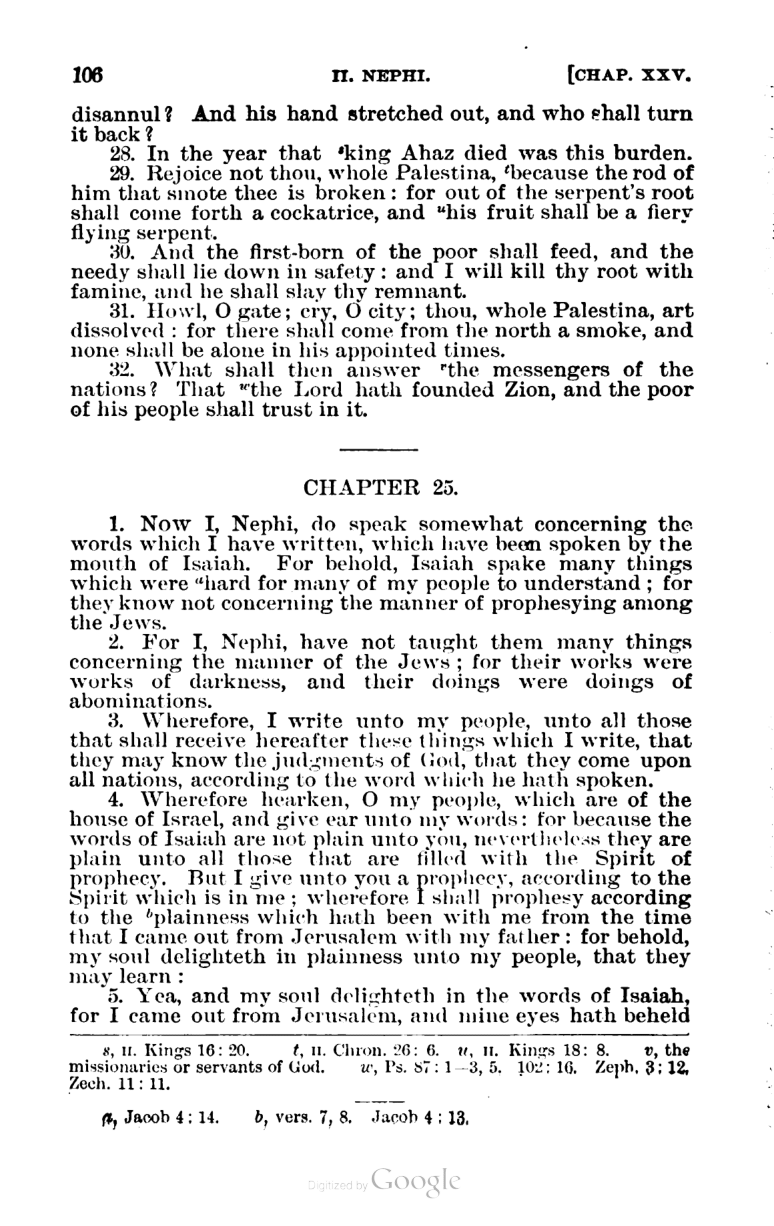 106 II. NEPHI. [CHAP. XXV.
disannul? And his hand stretched out, and who shall turn
it back?
28. In the year that ˢking Ahaz died was this burden.
29. Rejoice not thou, whole Palestina, ᵗbecause the rod of
him that smote thee is broken: for out of the serpent's root
shall come forth a cockatrice, and ᵘhis fruit shall be a fiery
flying serpent.
30. And the first-born of the poor shall feed, and the
needy shall lie down in safety: and I will kill thy root with
famine, and he shall slay thy remnant.
31. Howl, O gate; cry, O city; thou, whole Palestina, art
dissolved: for there shall come from the north a smoke, and
none shall be alone in his appointed times.
32. What shall then answer ᵛthe messengers of the
nations? That ʷthe Lord hath founded Zion, and the poor
of his people shall trust in it.
CHAPTER 25.
1. Now I, Nephi, do speak somewhat concerning the
words which I have written, which have been spoken by the
mouth of Isaiah. For behold, Isaiah spake many things
which were ᵃhard for many of my people to understand; for
they know not concerning the manner of prophesying among
the Jews.
2. For I, Nephi, have not taught them many things
concerning the manner of the Jews; for their works were
works of darkness, and their doings were doings of
abominations.
3. Wherefore, I write unto my people, unto all those
that shall receive hereafter these things which I write, that
they may know the judgments of God, that they come upon
all nations, according to the word which he hath spoken.
4. Wherefore hearken, O my people, which are of the
house of Israel, and give ear unto my words: for because the
words of Isaiah are not plain unto you, nevertheless they are
plain unto all those that are filled with the Spirit of
prophecy. But I give unto you a prophecy, according to the
Spirit which is in me; wherefore I shall prophesy according
to the ᵇplainness which hath been with me from the time
that I came out from Jerusalem with my father: for behold,
my soul delighteth in plainness unto my people, that they
may learn:
5. Yea, and my soul delighteth in the words of Isaiah,
for I came out from Jerusalem, and mine eyes hath beheld
s, II. Kings 16: 20. t, II. Chron. 26: 6. u, II. Kings 18: 8. v, the
missionaries or servants of God. w, Ps. 87: 1—3, 5. 102: 16. Zeph. 3: 12,
Zech. 11: 11.
a, Jacob 4: 14. b, vers. 7, 8. Jacob 4: 13.
Digitized by Google